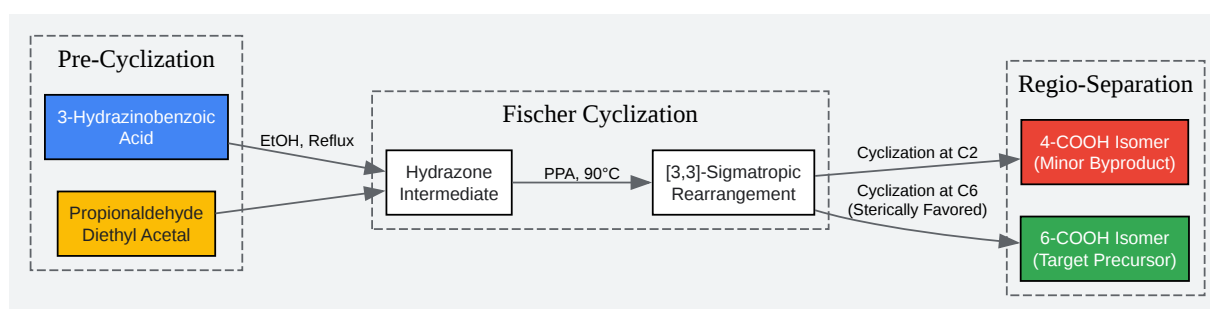 Pre-Cyclization
3-Hydrazinobenzoic
Acid
Propionaldehyde
Diethyl Acetal
EtOH, Reflux
Fischer Cyclization
Hydrazone
Intermediate
PPA, 90°C
[3,3]-Sigmatropic
Rearrangement
Cyclization at C2
Cyclization at C6
(Sterically Favored)
Regio-Separation
4-COOH Isomer
(Minor Byproduct)
6-COOH Isomer
(Target Precursor)